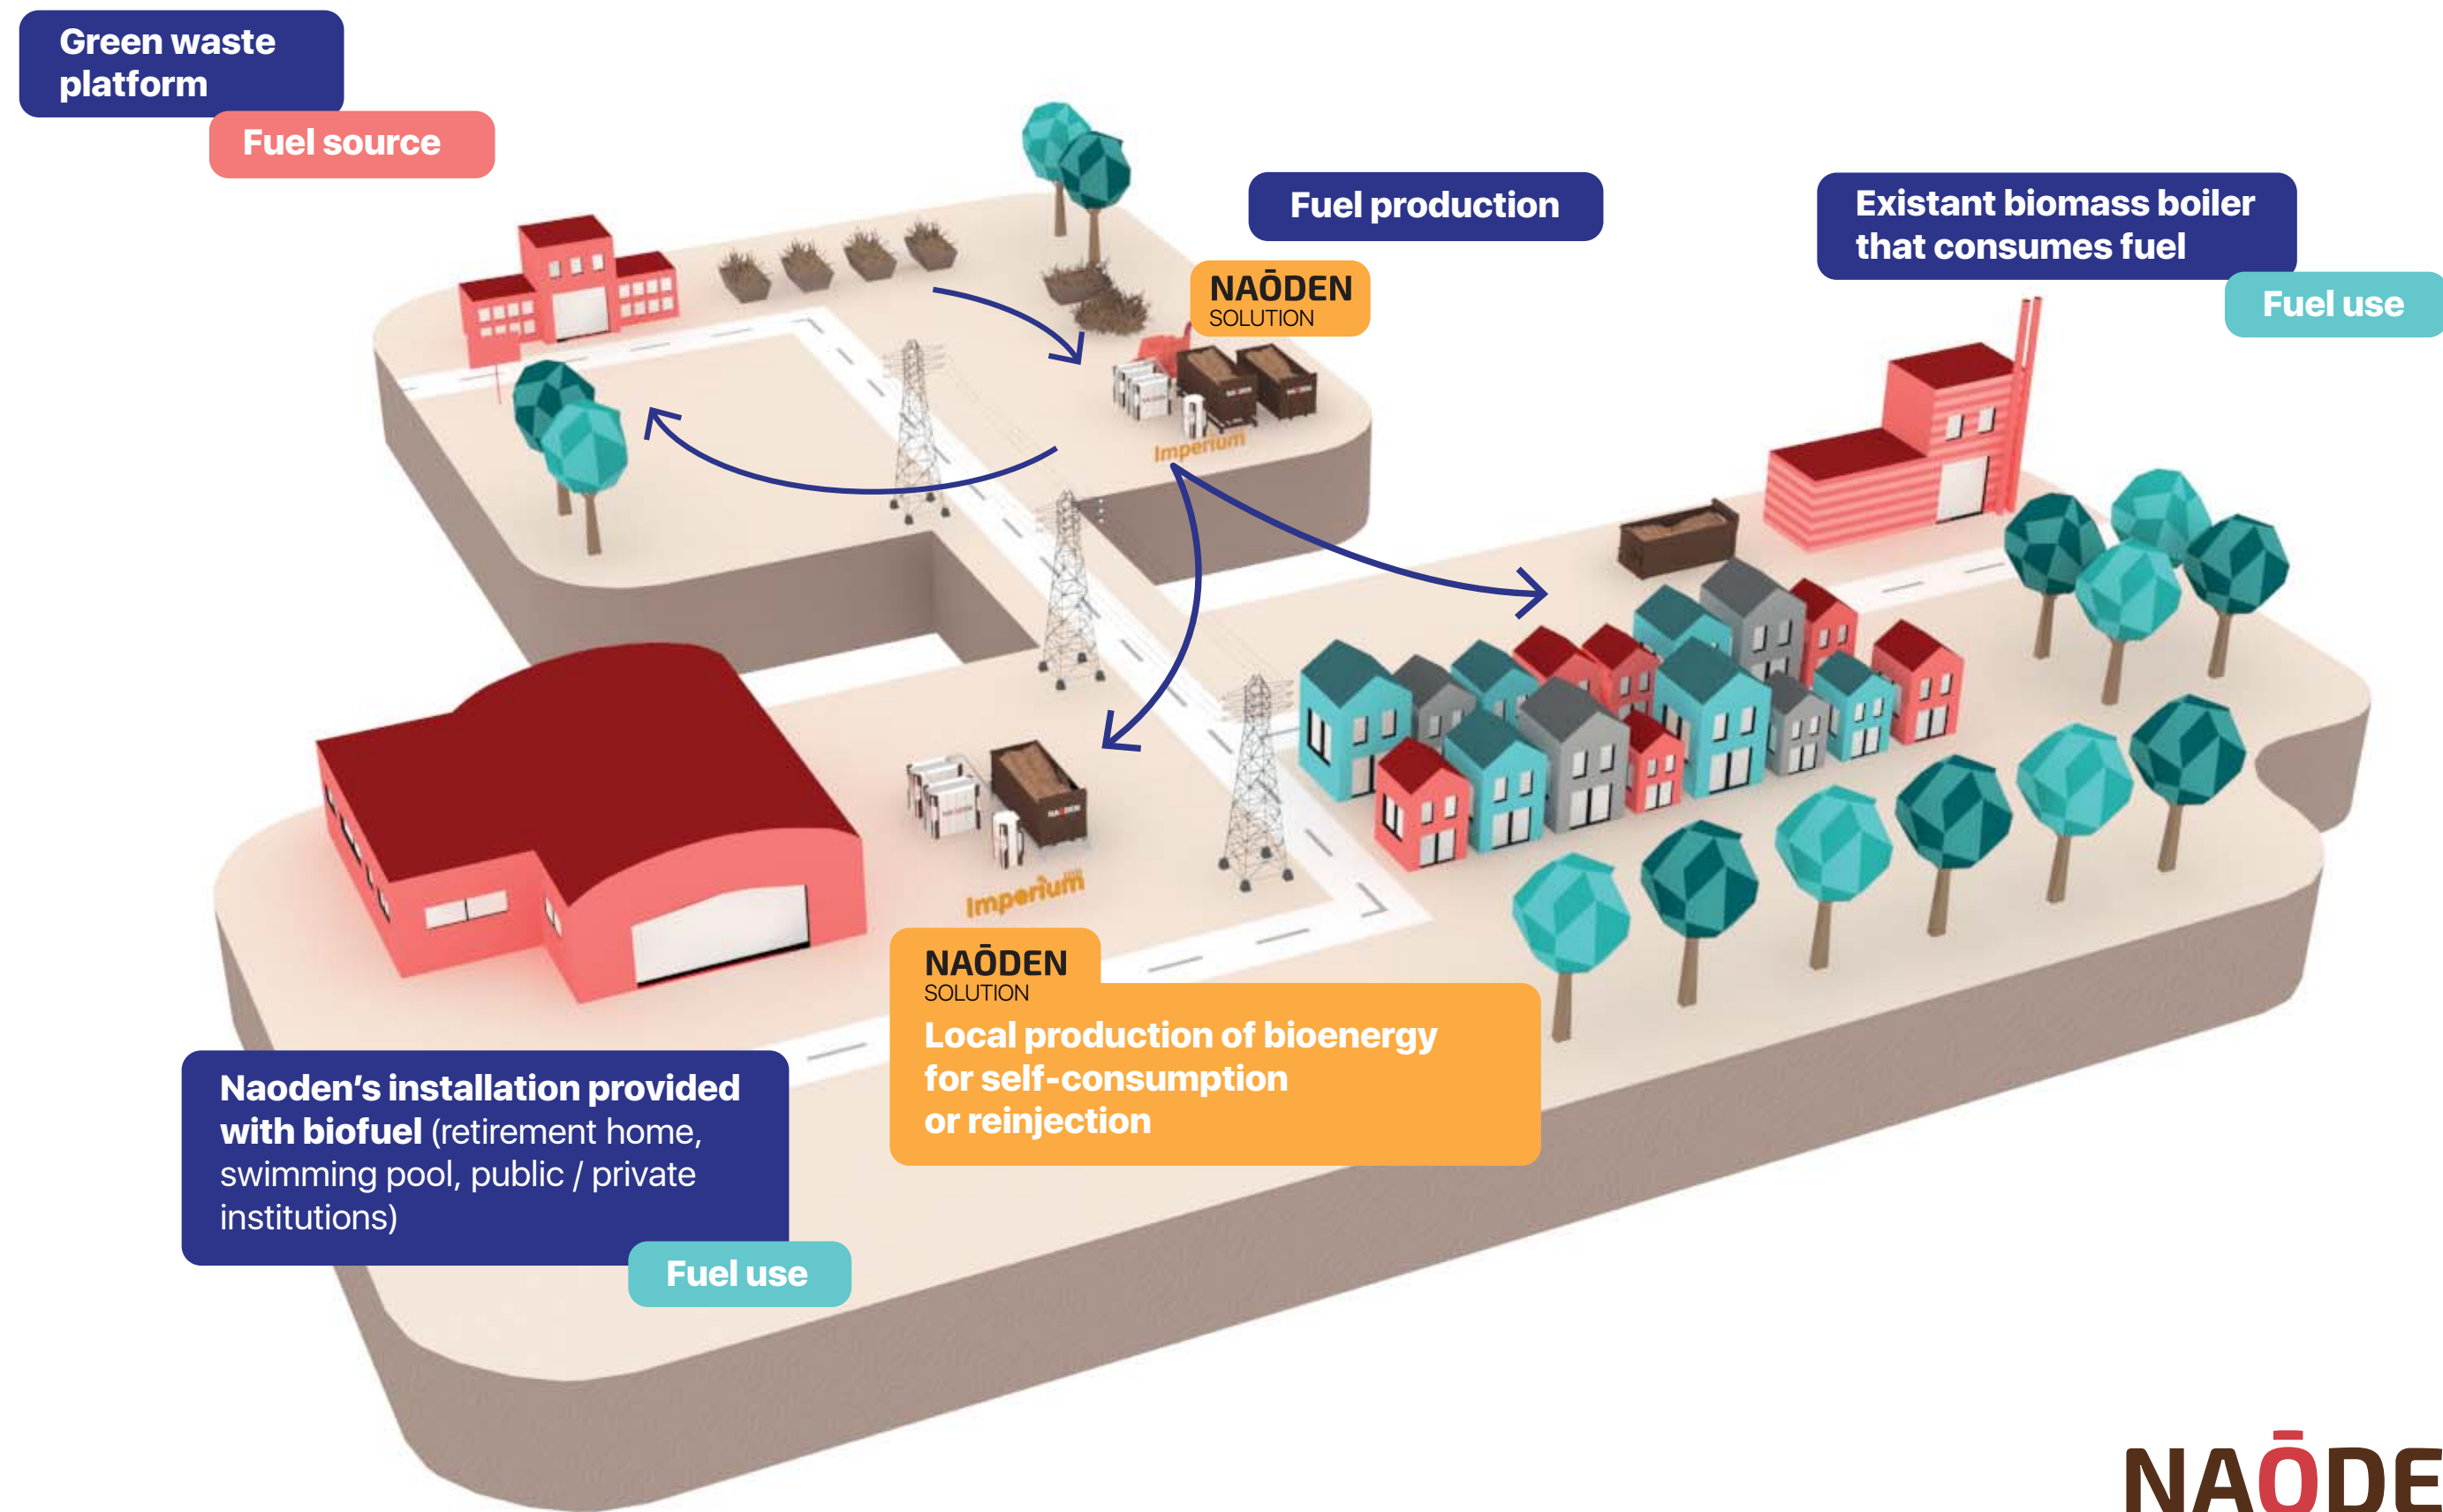 Green waste
platform
Fuel source
Fuel production
NAŌDEN
SOLUTION
Existant biomass boiler
that consumes fuel
Fuel use
Imperium
Imperium
NAŌDEN
SOLUTION
Local production of bioenergy
for self-consumption
or reinjection
Naoden’s installation provided
with biofuel (retirement home,
swimming pool, public / private
institutions)
Fuel use
NAŌDE